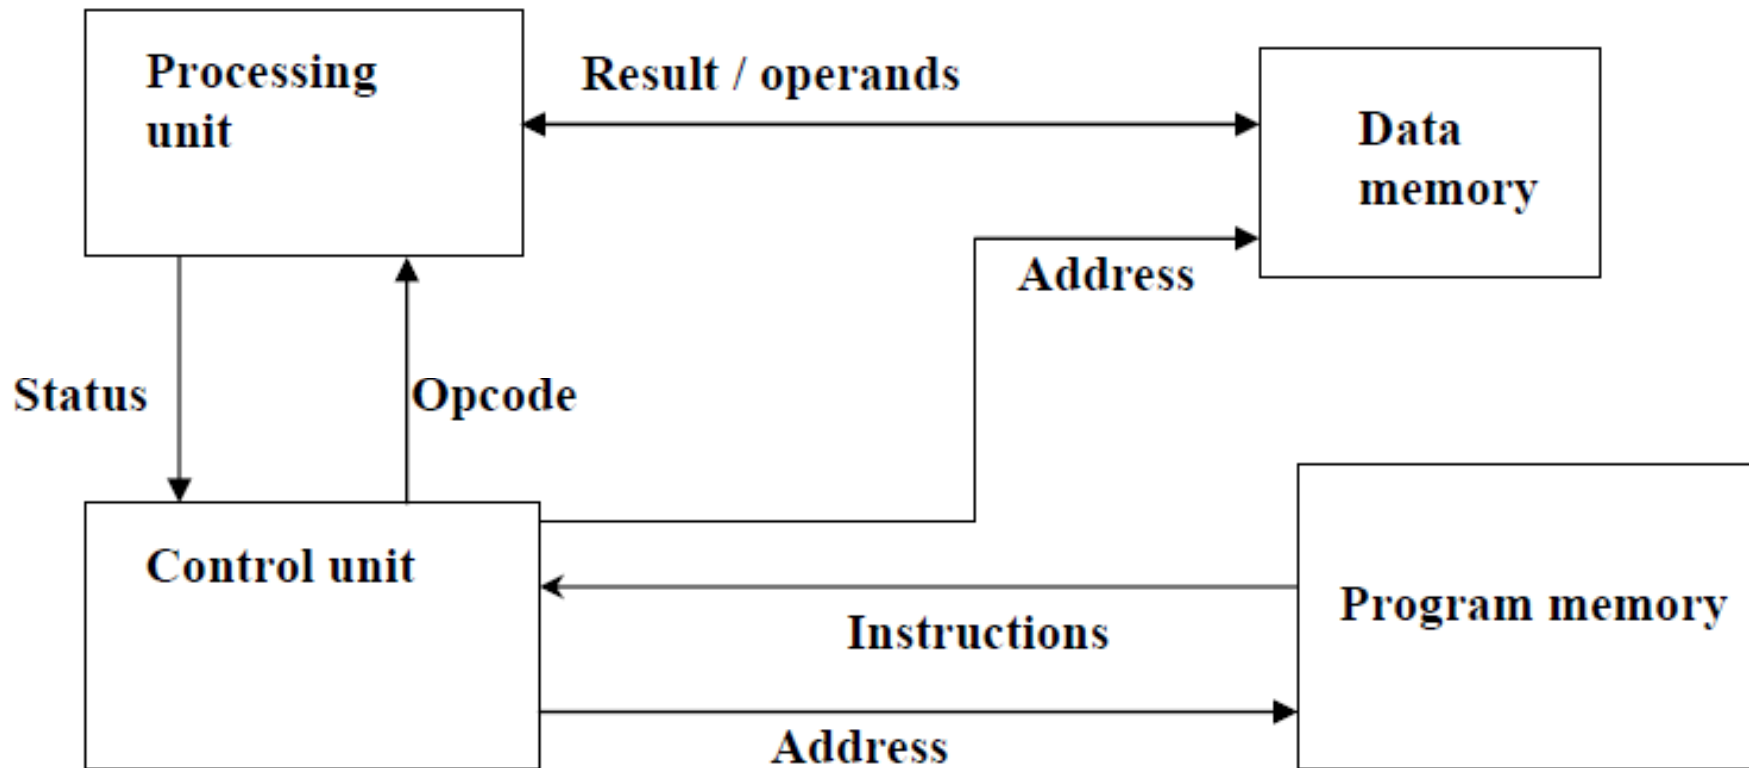 Processing
unit
Result / operands
Data
memory
Address
Status
Opcode
Control unit
Instructions
Program memory
Address